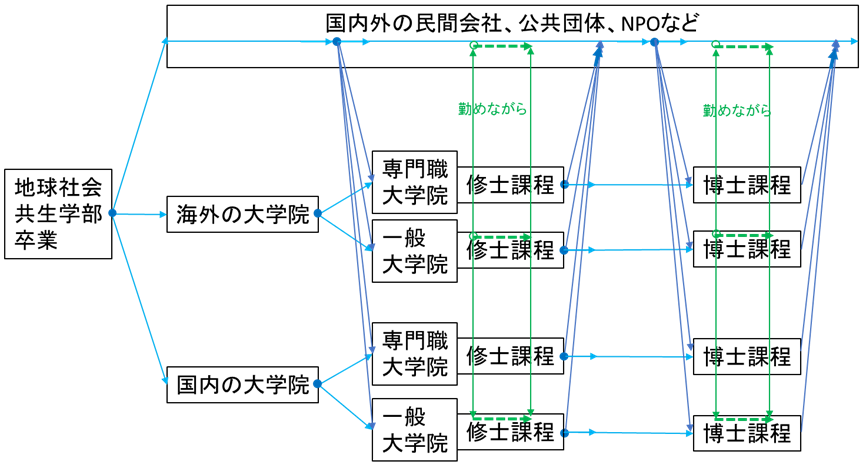 国内外の民間会社、公共団体、NPOなど
勤めながら
勤めながら
地球社会
共生学部
卒業
海外の大学院
専門職
大学院
修士課程
博士課程
一般
大学院
修士課程
博士課程
国内の大学院
専門職
大学院
修士課程
博士課程
一般
大学院
修士課程
博士課程